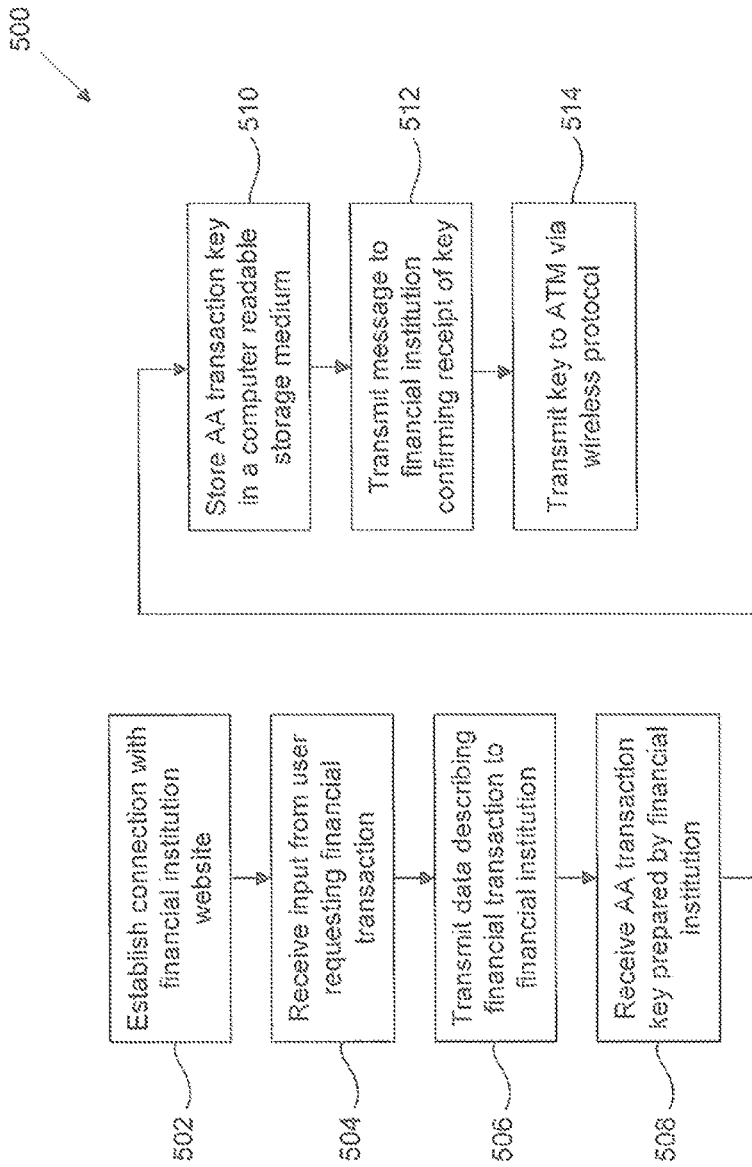 500
502
Establish connection with
financial institution
website
504
Receive input from user
requesting financial
transaction
506
Transmit data describing
financial transaction to
financial institution
508
Receive AA transaction
key prepared by financial
institution
510
Store AA transaction key
in a computer readable
storage medium
512
Transmit message to
financial institution
confirming receipt of key
514
Transmit key to ATM via
wireless protocol